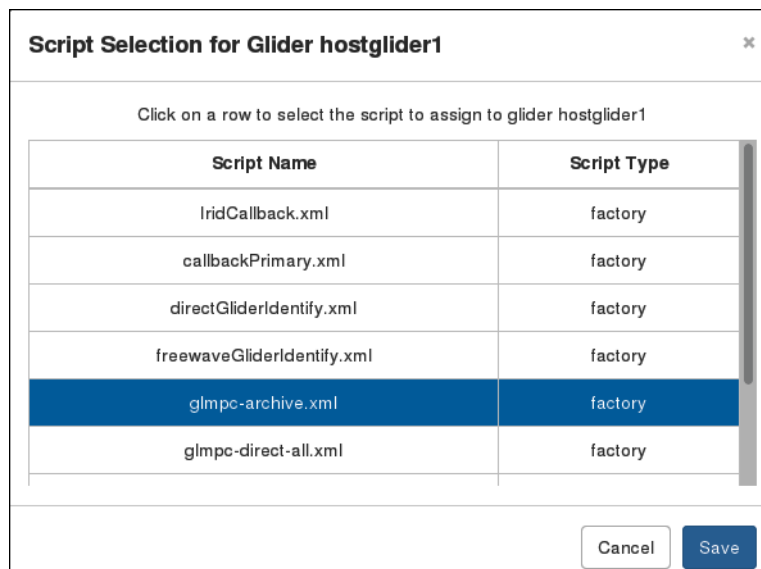 Script Selection for Glider hostglider1
×
Click on a row to select the script to assign to glider hostglider1
Script Name Script Type
IridCallback.xml factory
callbackPrimary.xml factory
directGliderIdentify.xml factory
freewaveGliderIdentify.xml factory
glmpc-archive.xml factory
glmpc-direct-all.xml factory
Cancel Save